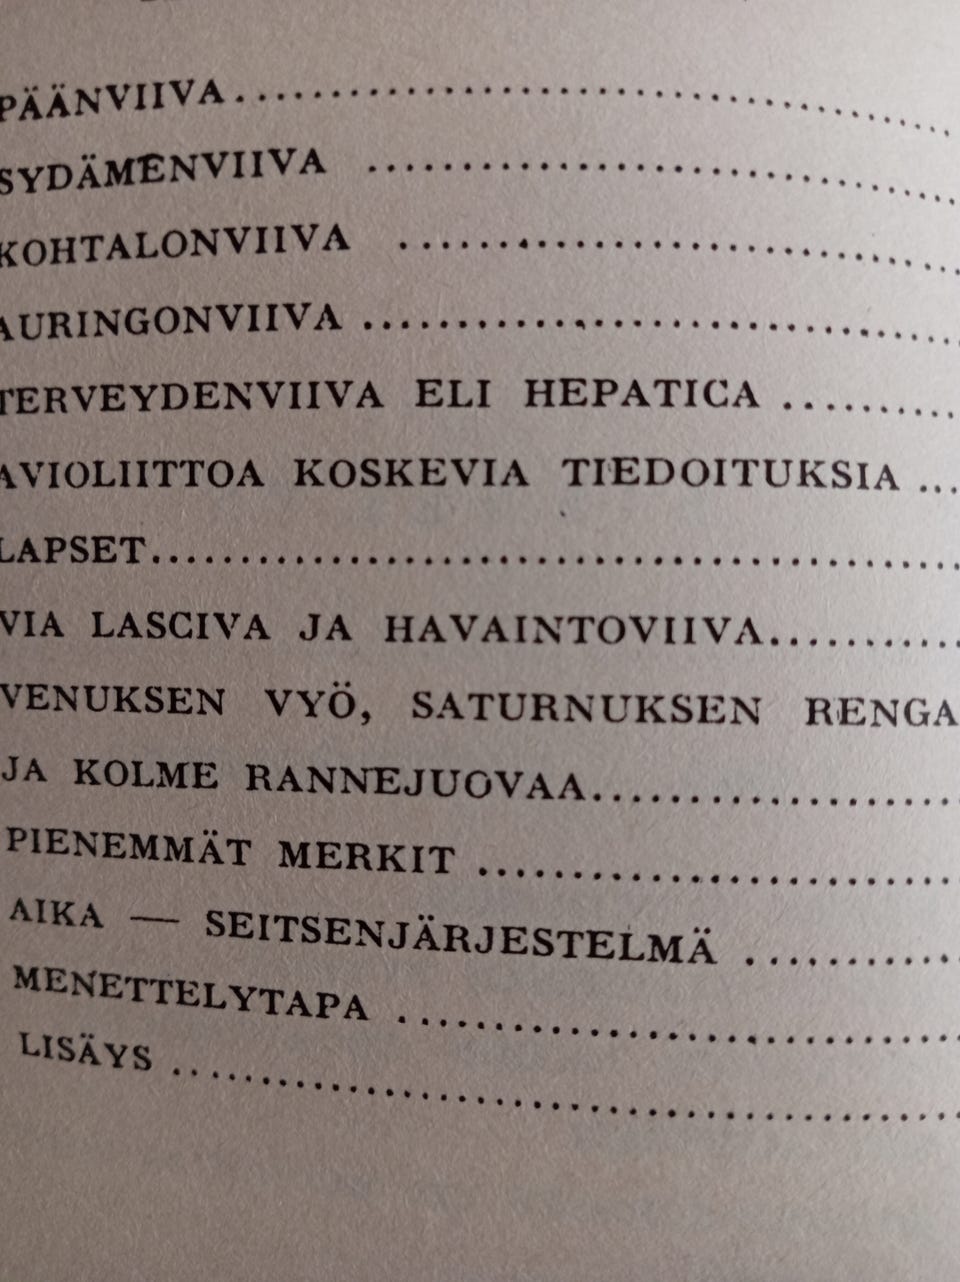 PÄÄNVIIVA
SYDÄMENVIIVA
KOHTALONVIIVA
AURINGONVIIVA
TERVEYDENVIIVA ELI HEPATICA
AVIOLIITTOA KOSKEVIA TIEDOITUKSIA
LAPSET
VIA LASCIVA JA HAVAINTOVIIVA
VENUKSEN VYÖ, SATURNUKSEN RENGA
JA KOLME RANNEJUOVAA
PIENEMMÄT MERKIT
AIKA — SEITSENJÄRJESTELMÄ
MENETTELYTAPA
LISÄYS